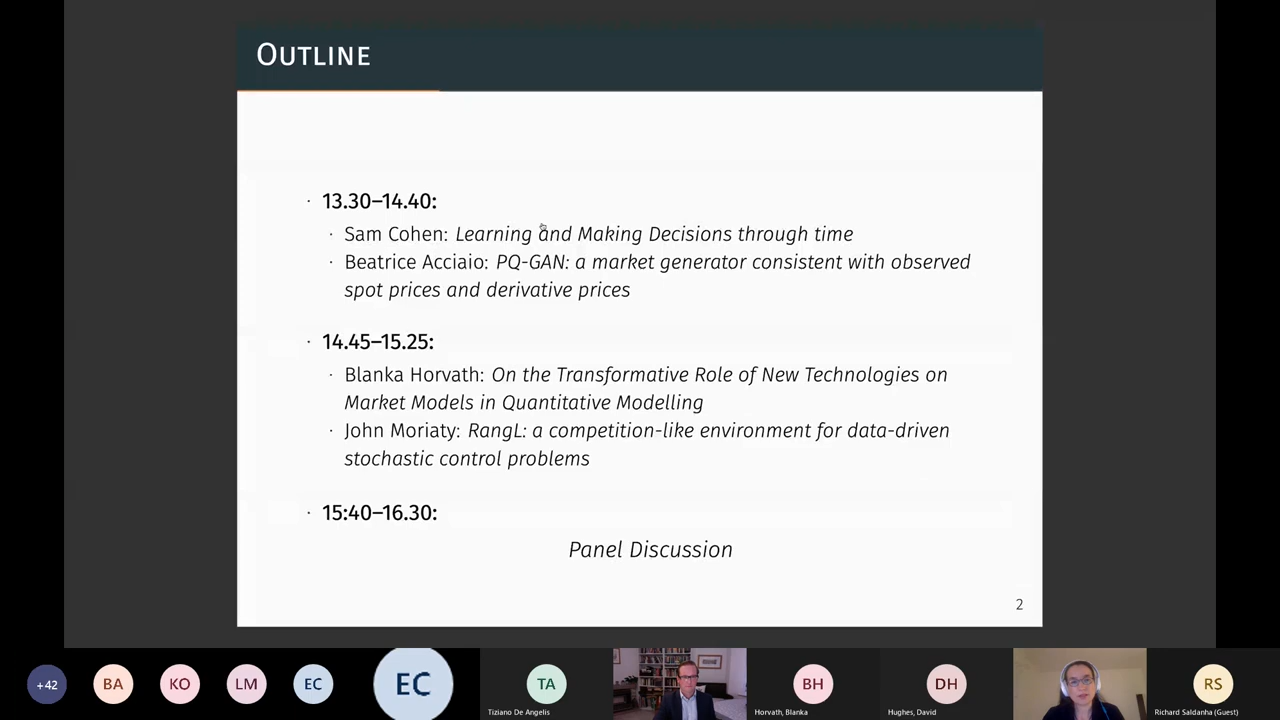 OUTLINE
· 13.30–14.40:
· Sam Cohen: Learning and Making Decisions through time
· Beatrice Acciaio: PQ-GAN: a market generator consistent with observed
spot prices and derivative prices
· 14.45–15.25:
· Blanka Horvath: On the Transformative Role of New Technologies on
Market Models in Quantitative Modelling
· John Moriaty: RangL: a competition-like environment for data-driven
stochastic control problems
· 15:40–16.30:
Panel Discussion
2
+42 BA KO LM EC EC TA BH DH RS
Tiziano De Angelis Horvath, Blanka Hughes, David Richard Saldanha (Guest)